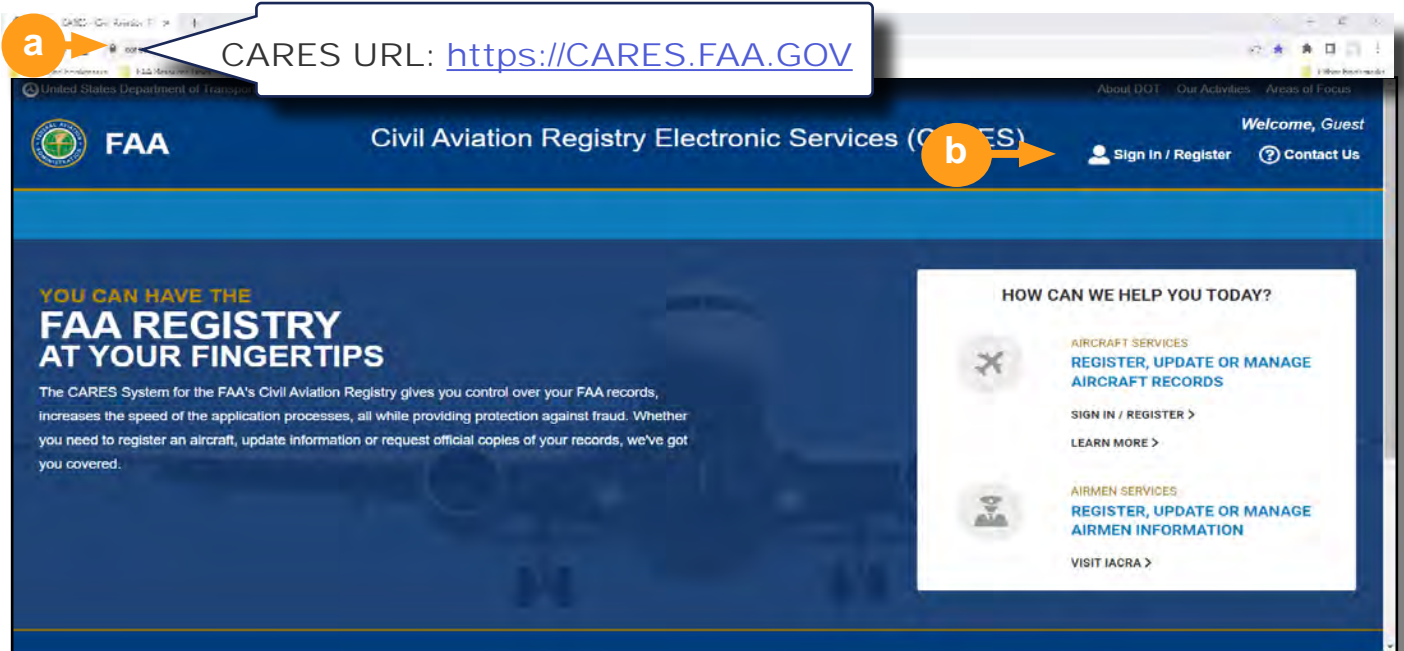 a
CARES URL: https://CARES.FAA.GOV
United States Department of
About DOT Our Activities Areas of Focus
FAA
Civil Aviation Registry Electronic Services
Welcome, Guest
b
Sign In / Register
? Contact Us
YOU CAN HAVE THE
FAA REGISTRY
AT YOUR FINGERTIPS
The CARES System for the FAA's Civil Aviation Registry gives you control over your FAA records,
increases the speed of the application processes, all while providing protection against fraud. Whether
you need to register an aircraft, update information or request official copies of your records, we've got
you covered.
HOW CAN WE HELP YOU TODAY?
AIRCRAFT SERVICES
REGISTER, UPDATE OR MANAGE
AIRCRAFT RECORDS
SIGN IN / REGISTER >
LEARN MORE >
AIRMEN SERVICES
REGISTER, UPDATE OR MANAGE
AIRMEN INFORMATION
VISIT IACRA >